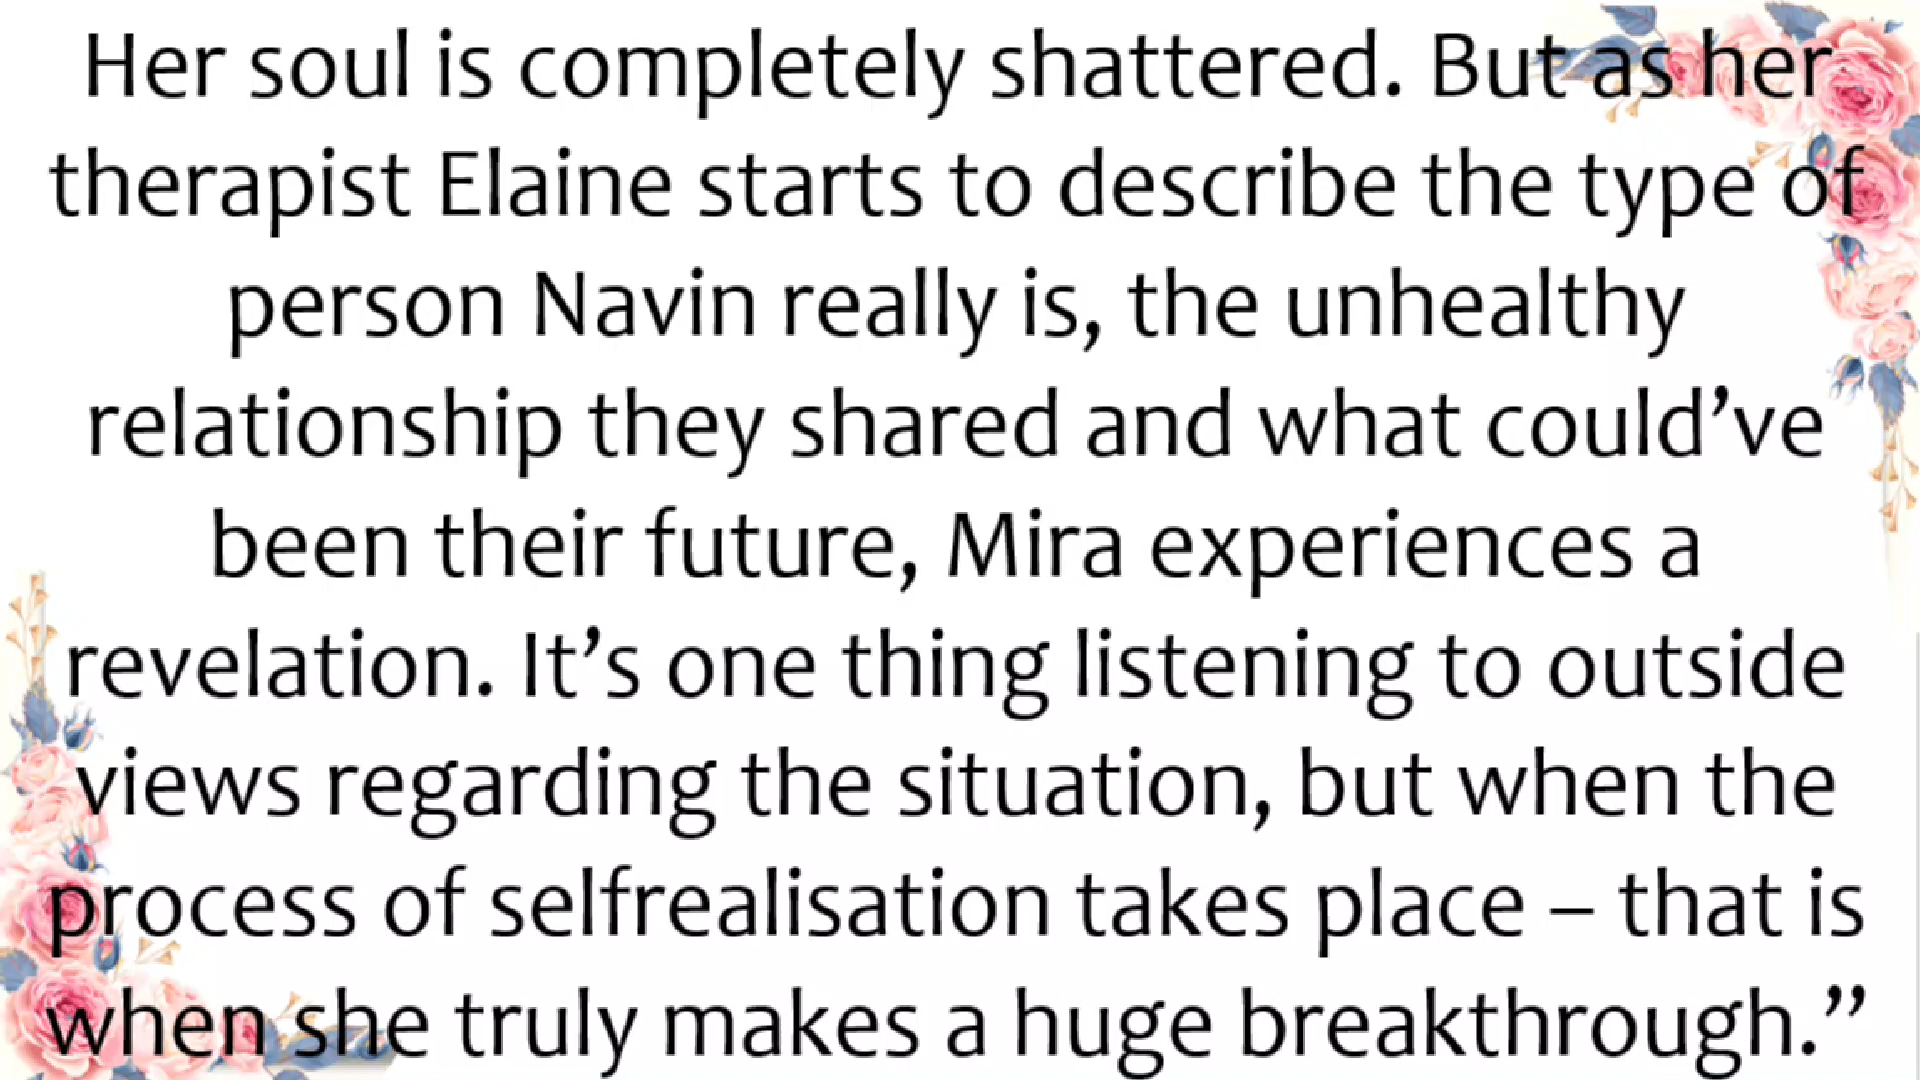 Her soul is completely shattered. But as her
therapist Elaine starts to describe the type of
person Navin really is, the unhealthy
relationship they shared and what could’ve
been their future, Mira experiences a
revelation. It’s one thing listening to outside
views regarding the situation, but when the
process of selfrealisation takes place – that is
when she truly makes a huge breakthrough.”